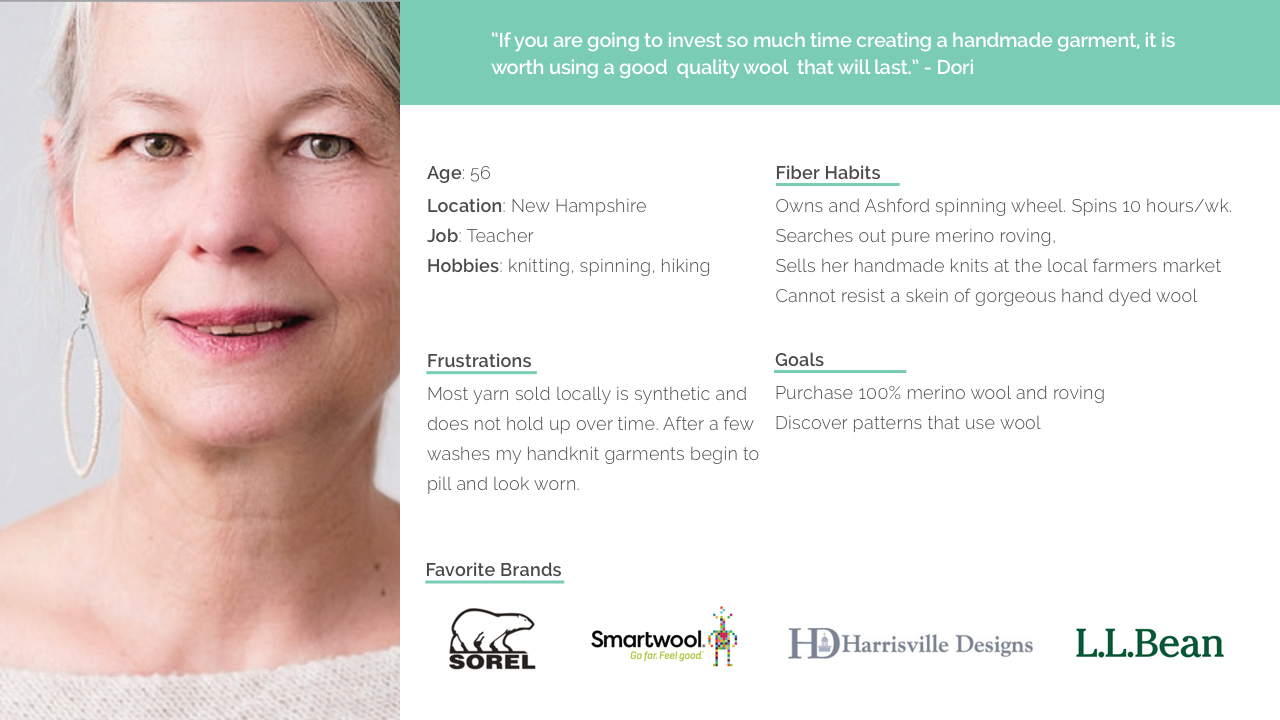 “If you are going to invest so much time creating a handmade garment, it is
worth using a good quality wool that will last.” - Dori
Age: 56
Location: New Hampshire
Job: Teacher
Hobbies: knitting, spinning, hiking
Fiber Habits
Owns and Ashford spinning wheel. Spins 10 hours/wk.
Searches out pure merino roving,
Sells her handmade knits at the local farmers market
Cannot resist a skein of gorgeous hand dyed wool
Frustrations
Most yarn sold locally is synthetic and
does not hold up over time. After a few
washes my handknit garments begin to
pill and look worn.
Goals
Purchase 100% merino wool and roving
Discover patterns that use wool
Favorite Brands
SOREL
Smartwool
Go far. Feel good.
HD Harrisville Designs
L.L.Bean